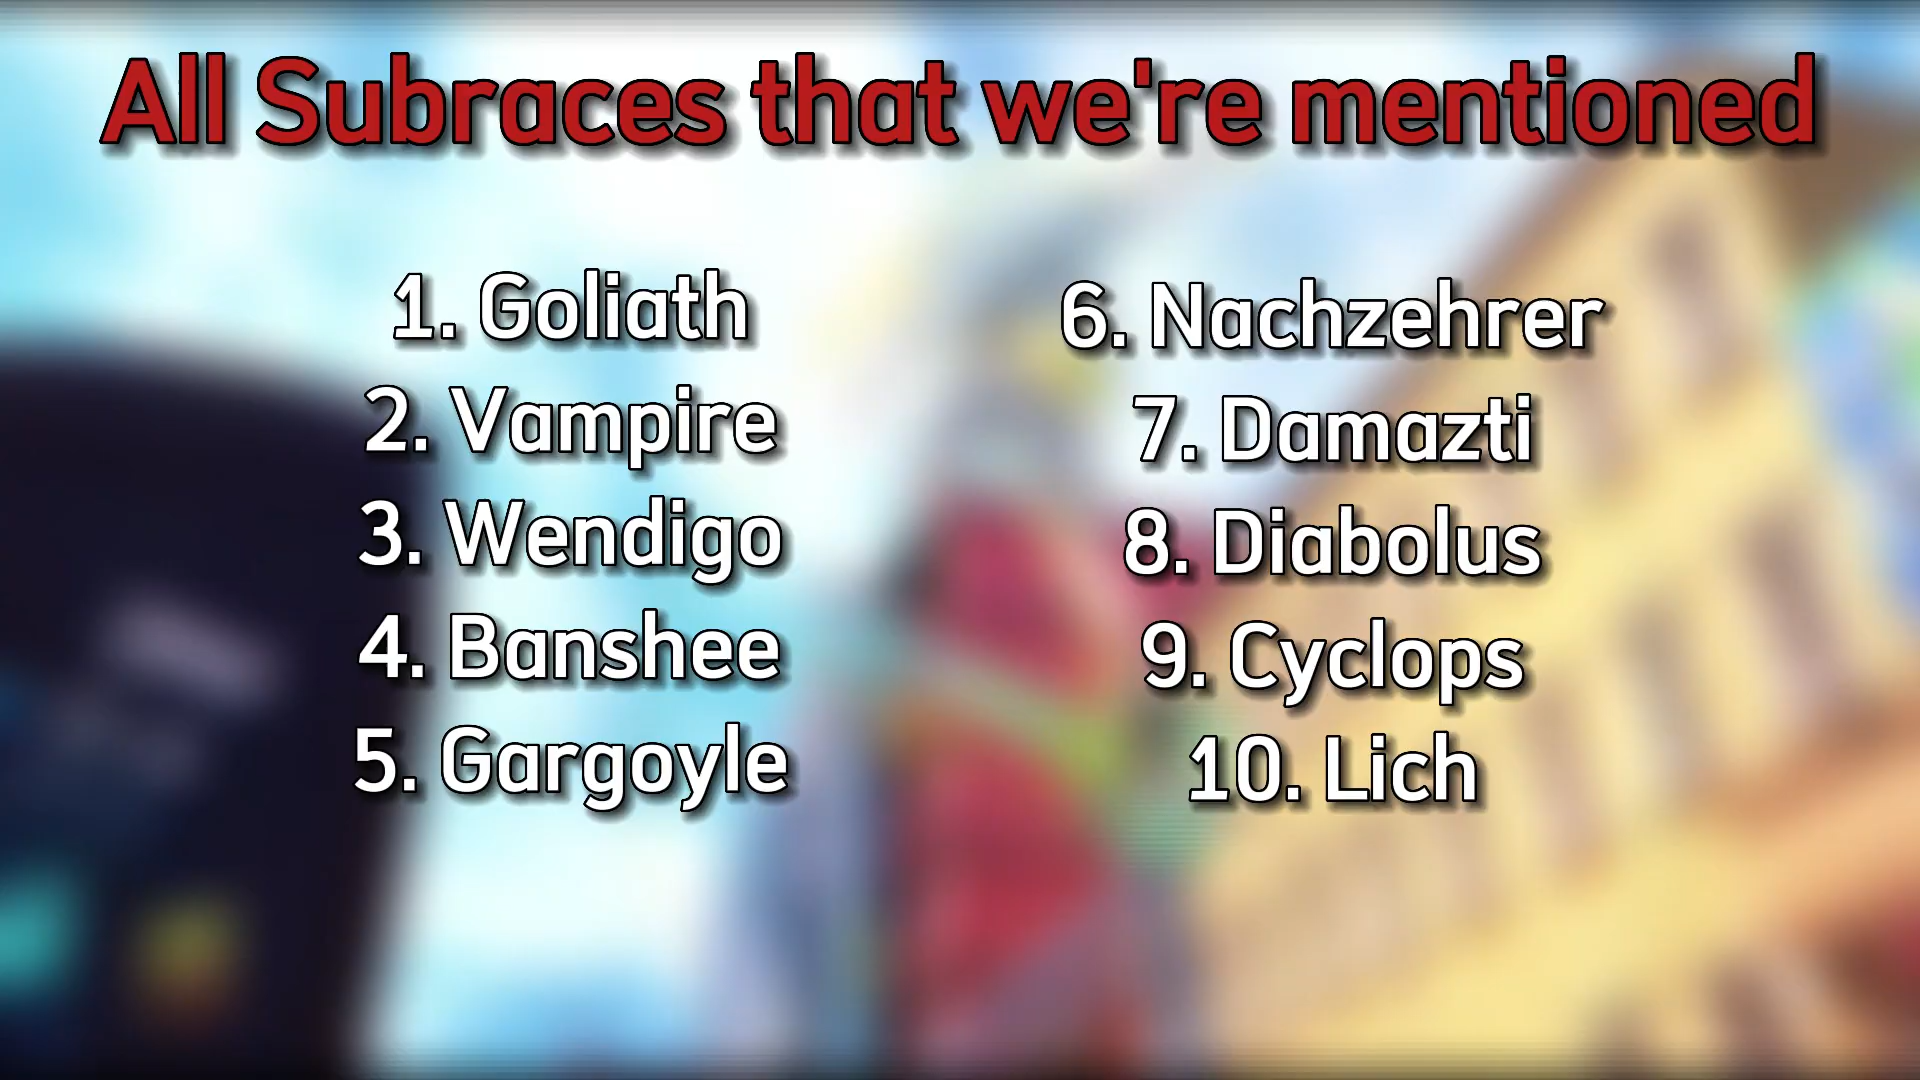 All Subraces that we're mentioned
1. Goliath
2. Vampire
3. Wendigo
4. Banshee
5. Gargoyle
6. Nachzehrer
7. Damazti
8. Diabolus
9. Cyclops
10. Lich